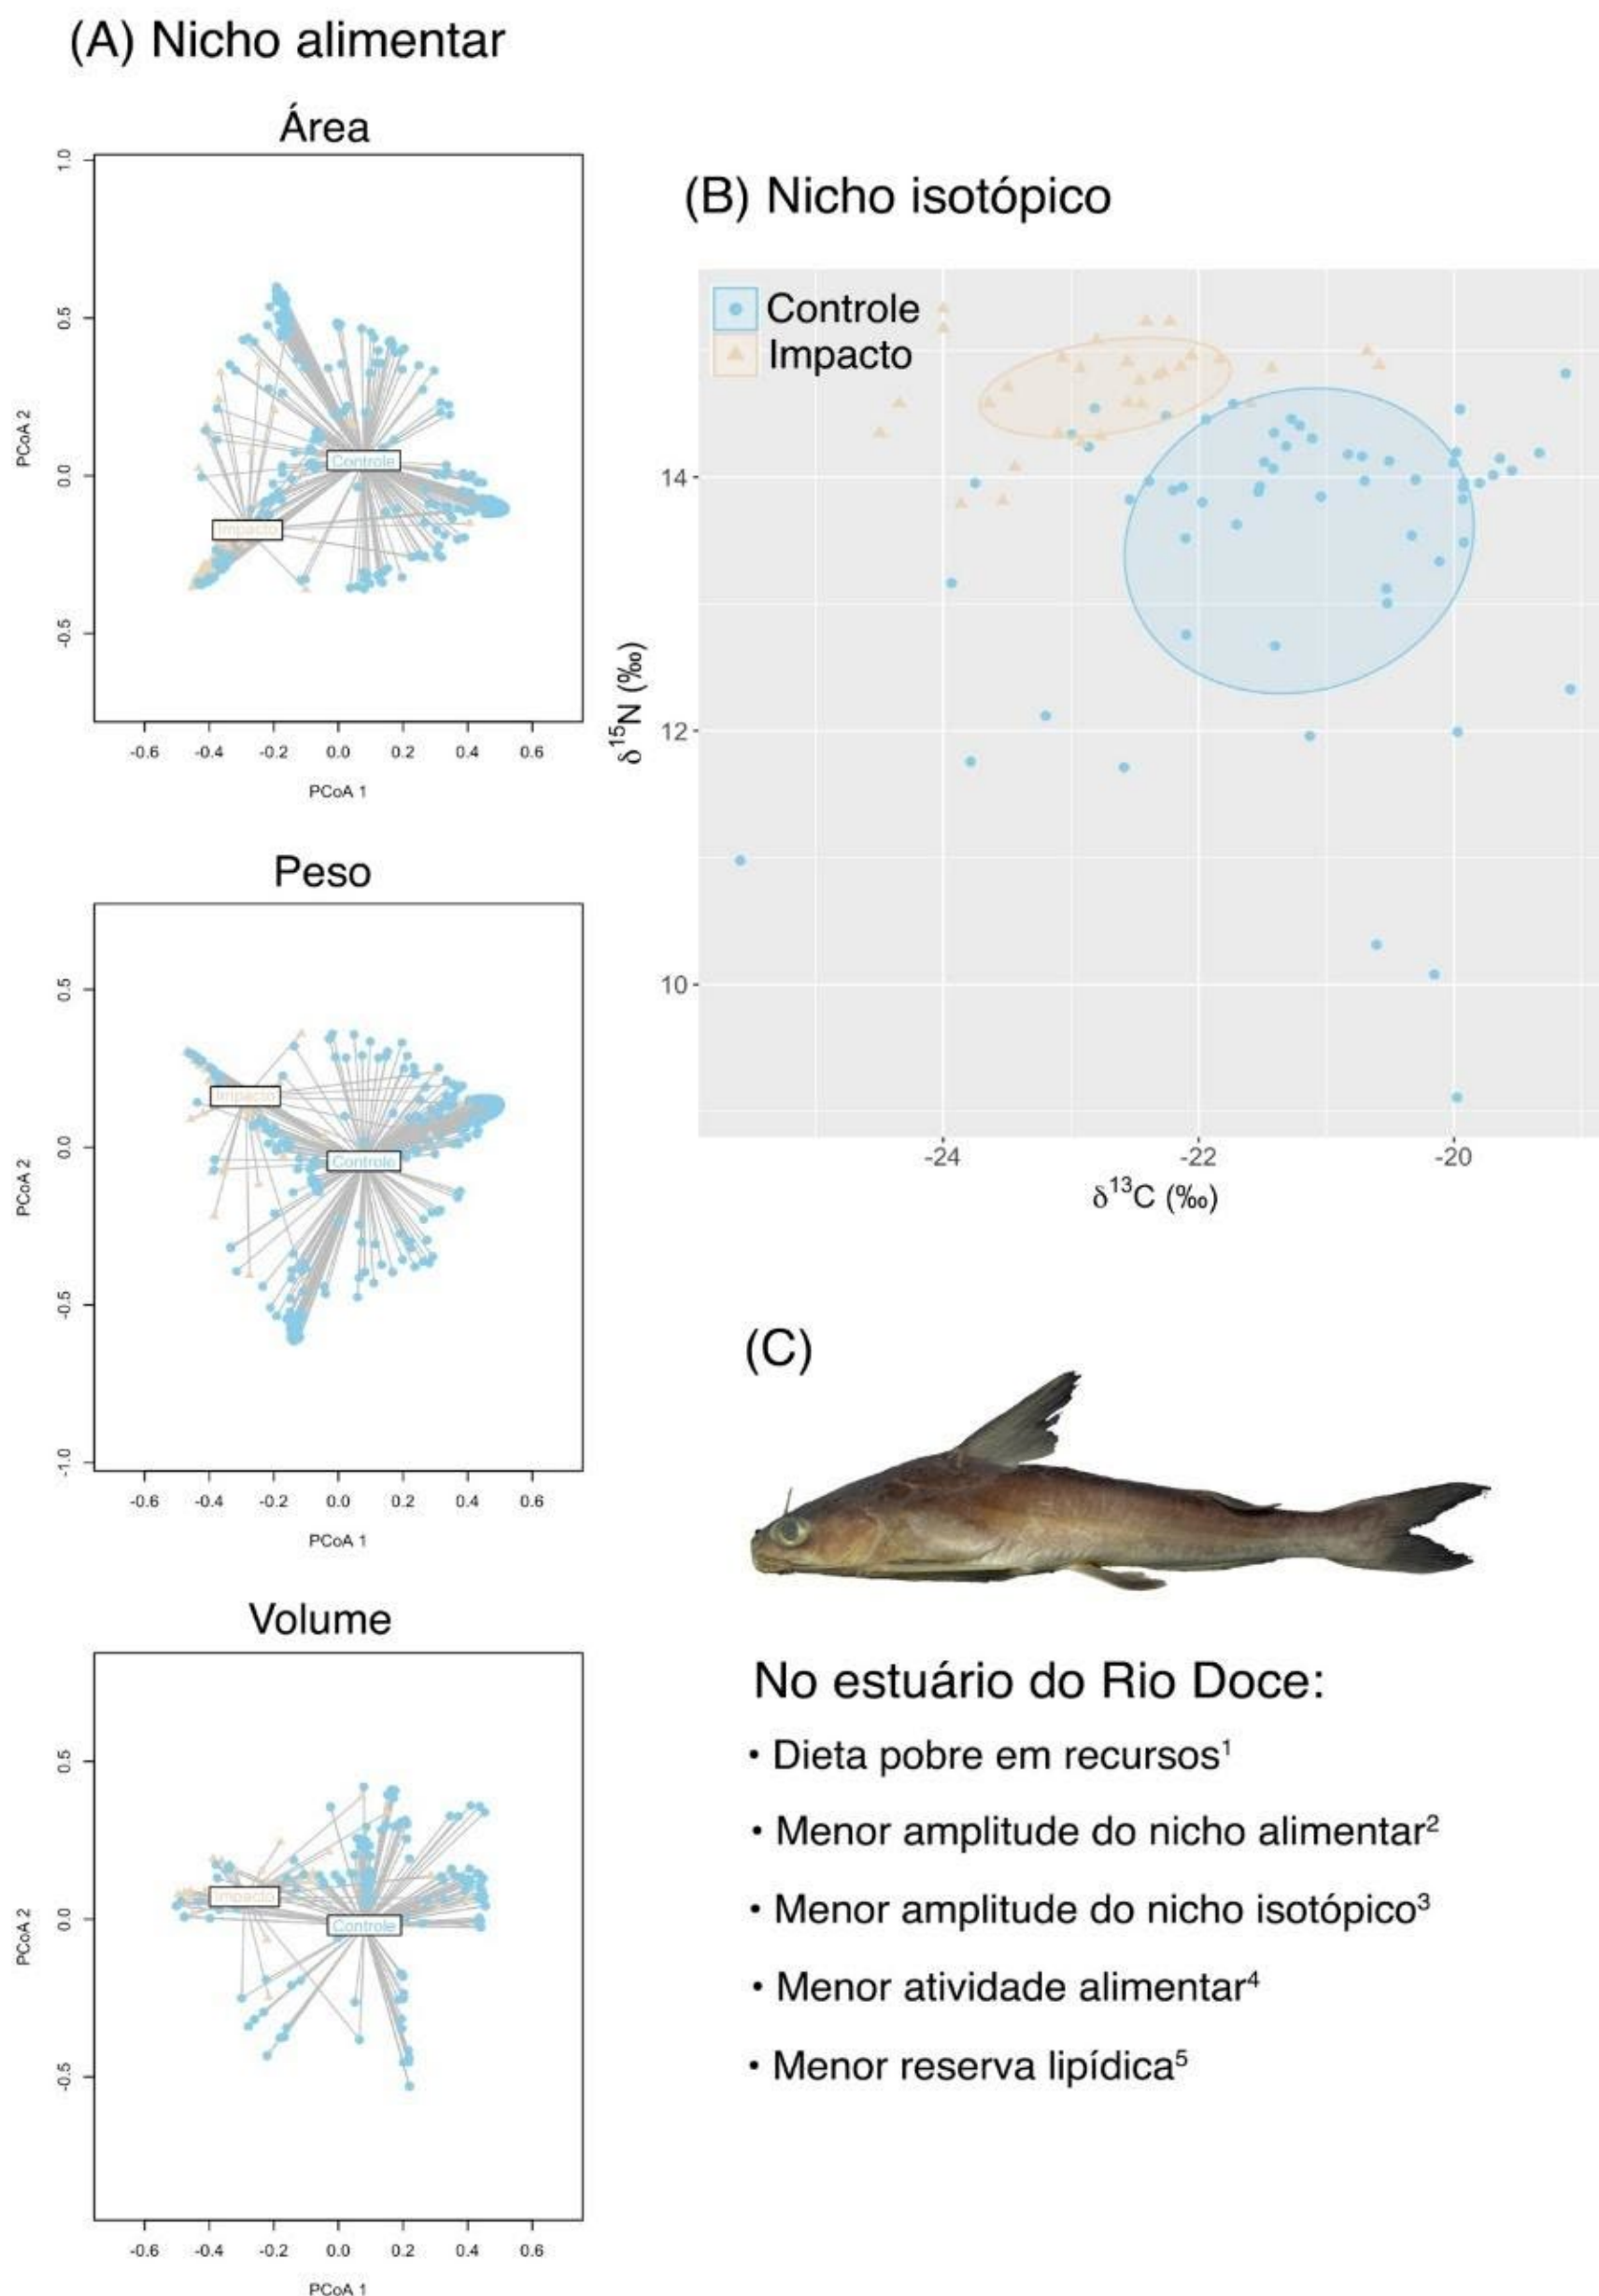 (A) Nicho alimentar
Área
1.0
0.5
0.0
-0.5
PCoA 2
Controle
Impacto
-0.6 -0.4 -0.2 0.0 0.2 0.4 0.6
PCoA 1
Peso
0.5
0.0
-0.5
-1.0
PCoA 2
Impacto
Controle
-0.6 -0.4 -0.2 0.0 0.2 0.4 0.6
PCoA 1
Volume
0.5
0.0
-0.5
PCoA 2
Impacto
Controle
-0.6 -0.4 -0.2 0.0 0.2 0.4 0.6
PCoA 1
(B) Nicho isotópico
Controle
Impacto
14
12
10
δ¹⁵N (‰)
-24 -22 -20
δ¹³C (‰)
(C)
No estuário do Rio Doce:
• Dieta pobre em recursos¹
• Menor amplitude do nicho alimentar²
• Menor amplitude do nicho isotópico³
• Menor atividade alimentar⁴
• Menor reserva lipídica⁵